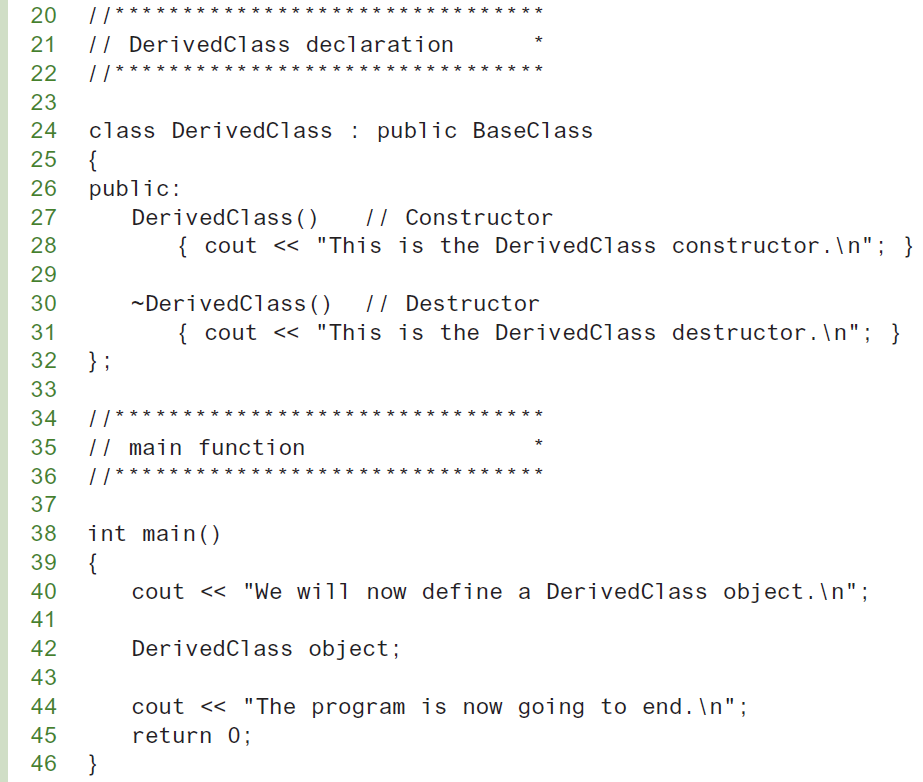 20 //********************************
21 // DerivedClass declaration      *
22 //********************************
23
24 class DerivedClass : public BaseClass
25 {
26 public:
27    DerivedClass()   // Constructor
28       { cout << "This is the DerivedClass constructor.\n"; }
29
30    ~DerivedClass()  // Destructor
31       { cout << "This is the DerivedClass destructor.\n"; }
32 };
33
34 //********************************
35 // main function                 *
36 //********************************
37
38 int main()
39 {
40    cout << "We will now define a DerivedClass object.\n";
41
42    DerivedClass object;
43
44    cout << "The program is now going to end.\n";
45    return 0;
46 }